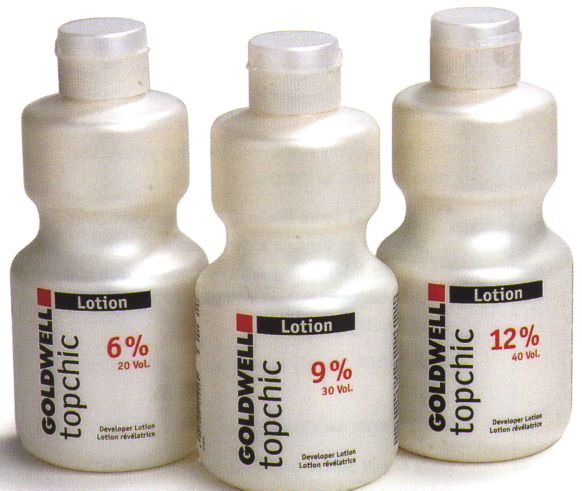 GOLDWELL
topchic
Lotion
6%
20 Vol.
Developer Lotion
Lotion révélatrice
GOLDWELL
topchic
Lotion
9%
30 Vol.
Developer Lotion
Lotion révélatrice
GOLDWELL
topchic
Lotion
12%
40 Vol.
Developer Lotion
Lotion révélatrice